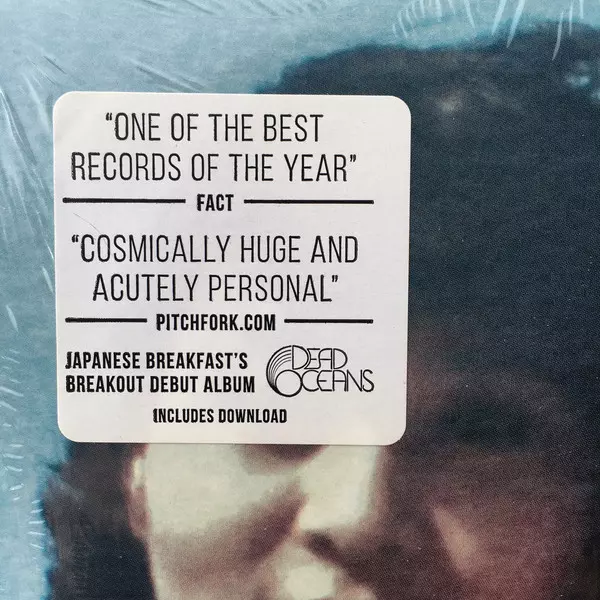 “ONE OF THE BEST
RECORDS OF THE YEAR”
FACT
“COSMICALLY HUGE AND
ACUTELY PERSONAL”
PITCHFORK.COM
JAPANESE BREAKFAST'S
BREAKOUT DEBUT ALBUM
DEAD
OCEANS
INCLUDES DOWNLOAD